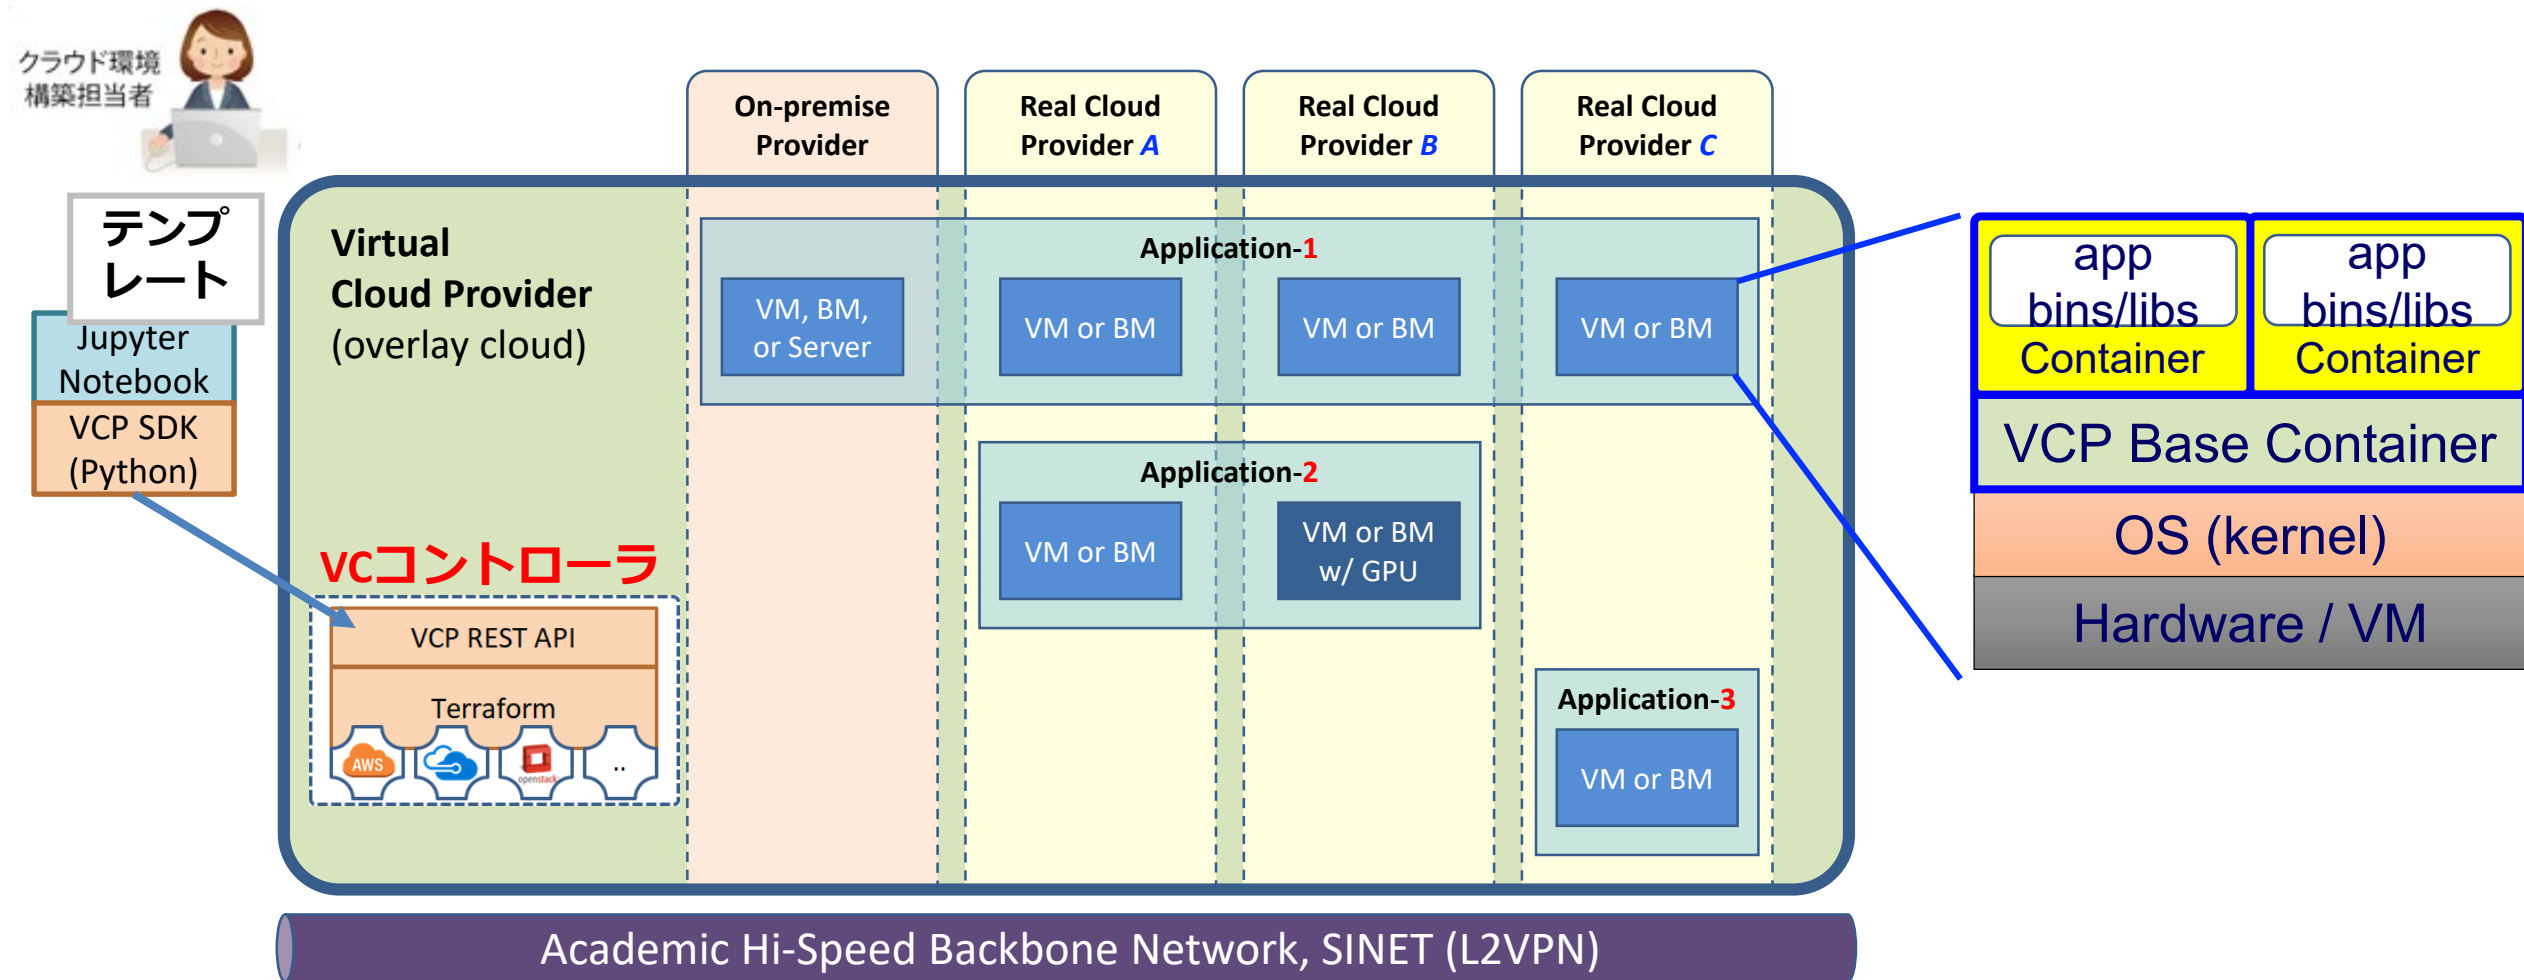 クラウド環境
構築担当者
テンプ
レート
Jupyter
Notebook
VCP SDK
(Python)
On-premise
Provider
Real Cloud
Provider A
Real Cloud
Provider B
Real Cloud
Provider C
Virtual
Cloud Provider
(overlay cloud)
Application-1
VM, BM,
or Server
VM or BM
VM or BM
VM or BM
Application-2
VM or BM
VM or BM
w/ GPU
Application-3
VM or BM
VCコントローラ
VCP REST API
Terraform
AWS
openstack
..
app
bins/libs
Container
app
bins/libs
Container
VCP Base Container
OS (kernel)
Hardware / VM
Academic Hi-Speed Backbone Network, SINET (L2VPN)